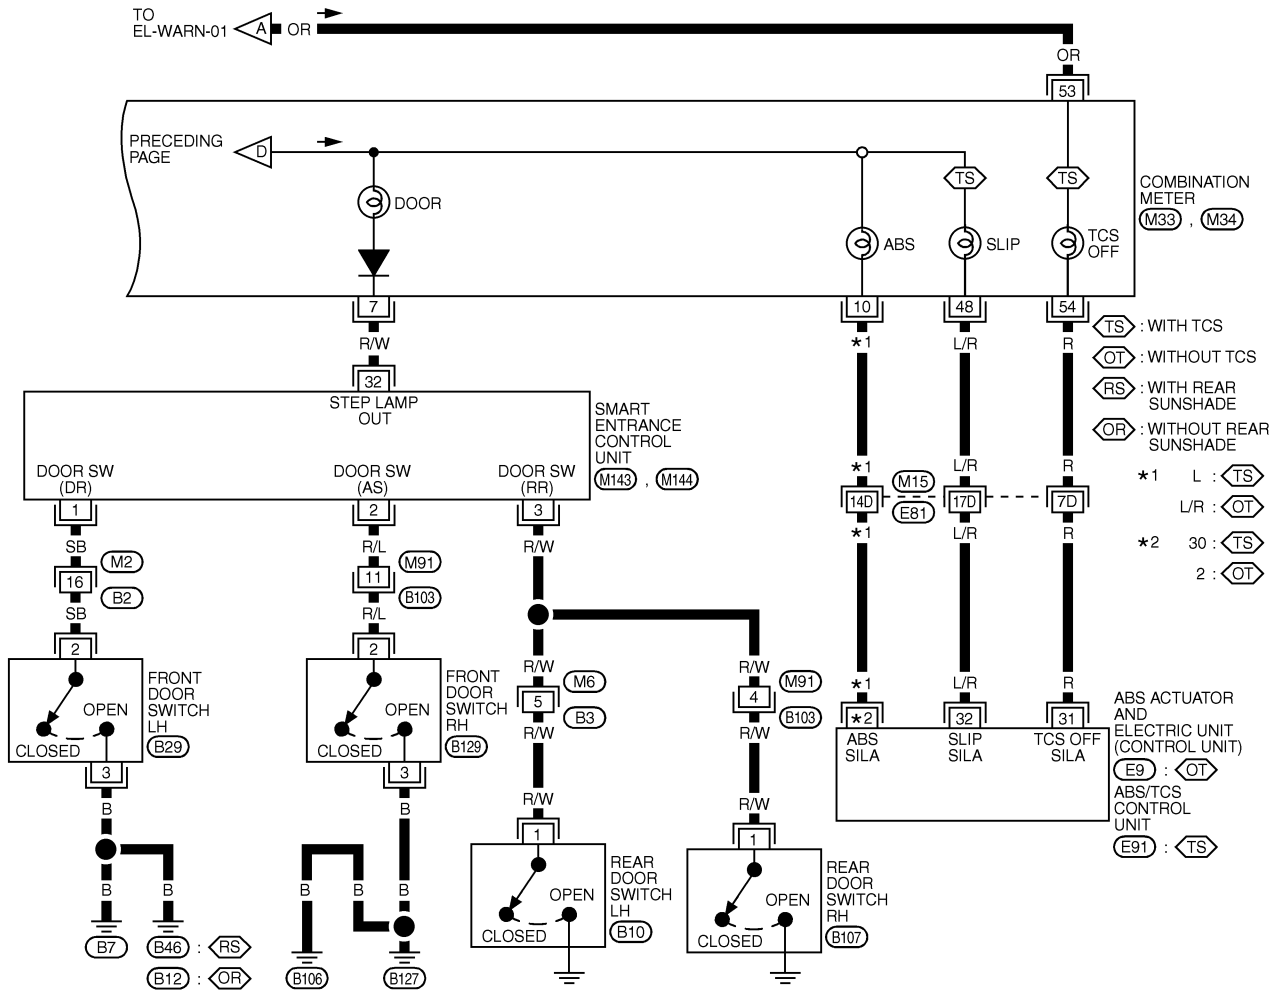 TO
EL-WARN-01
A
OR
OR
53
PRECEDING
PAGE
D
TS
TS
DOOR
ABS
SLIP
TCS
OFF
COMBINATION
METER
M33 , M34
7
10
48
54
R/W
*1
L/R
R
TS : WITH TCS
OT : WITHOUT TCS
RS : WITH REAR
SUNSHADE
OR : WITHOUT REAR
SUNSHADE
*1 L : TS
L/R : OT
*2 30 : TS
2 : OT
32
STEP LAMP
OUT
SMART
ENTRANCE
CONTROL
UNIT
M143 , M144
DOOR SW
(DR)
DOOR SW
(AS)
DOOR SW
(RR)
1
2
3
*1
L/R
R
14D
M15
E81
17D
7D
*1
L/R
R
SB
R/L
R/W
16
M2
B2
11
M91
B103
SB
R/L
2
2
R/W
R/W
5
M6
B3
4
M91
B103
R/W
R/W
*1
L/R
R
*2
32
31
ABS
SILA
SLIP
SILA
TCS OFF
SILA
ABS ACTUATOR
AND
ELECTRIC UNIT
(CONTROL UNIT)
E9 : OT
ABS/TCS
CONTROL
UNIT
E91 : TS
OPEN
CLOSED
FRONT
DOOR
SWITCH
LH
B29
OPEN
CLOSED
FRONT
DOOR
SWITCH
RH
B129
3
3
B
B
R/W
R/W
1
1
B
B
B
B
B
B7
B46 : RS
B12 : OR
B106
B127
OPEN
CLOSED
REAR
DOOR
SWITCH
LH
B10
OPEN
CLOSED
REAR
DOOR
SWITCH
RH
B107